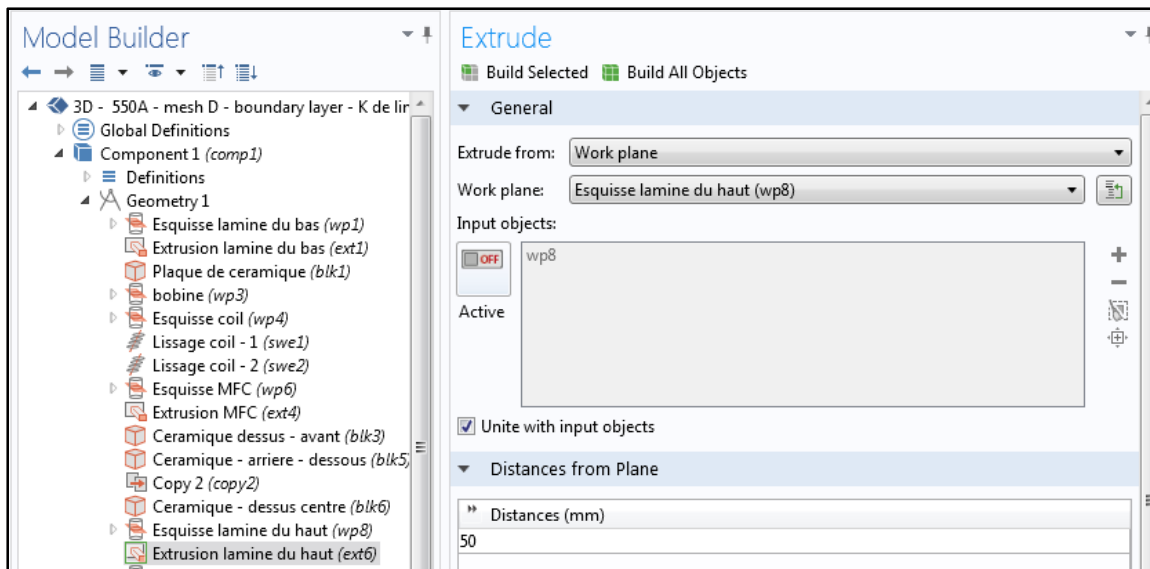 Model Builder
3D - 550A - mesh D - boundary layer - K de lir
Global Definitions
Component 1 (comp1)
Definitions
Geometry 1
Esquisse lamine du bas (wp1)
Extrusion lamine du bas (ext1)
Plaque de ceramique (blk1)
bobine (wp3)
Esquisse coil (wp4)
Lissage coil - 1 (swe1)
Lissage coil - 2 (swe2)
Esquisse MFC (wp6)
Extrusion MFC (ext4)
Ceramique dessus - avant (blk3)
Ceramique - arriere - dessous (blk5)
Copy 2 (copy2)
Ceramique - dessus centre (blk6)
Esquisse lamine du haut (wp8)
Extrusion lamine du haut (ext6)
Extrude
Build Selected Build All Objects
General
Extrude from: Work plane
Work plane: Esquisse lamine du haut (wp8)
Input objects:
OFF
wp8
Active
Unite with input objects
Distances from Plane
Distances (mm)
50